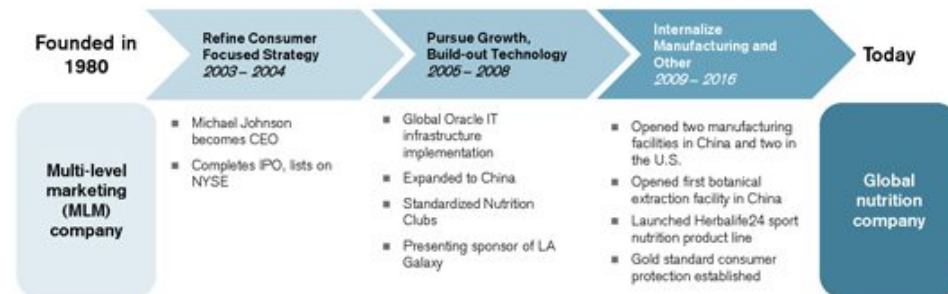 Founded in
1980
Refine Consumer
Focused Strategy
2003 – 2004
Pursue Growth,
Build-out Technology
2005 – 2008
Internalize
Manufacturing and
Other
2009 – 2016
Today
Multi-level
marketing
(MLM)
company
■ Michael Johnson
becomes CEO
■ Completes IPO, lists on
NYSE
■ Global Oracle IT
infrastructure
implementation
■ Expanded to China
■ Standardized Nutrition
Clubs
■ Presenting sponsor of LA
Galaxy
■ Opened two manufacturing
facilities in China and two in
the U.S.
■ Opened first botanical
extraction facility in China
■ Launched Herbalife24 sport
nutrition product line
■ Gold standard consumer
protection established
Global
nutrition
company